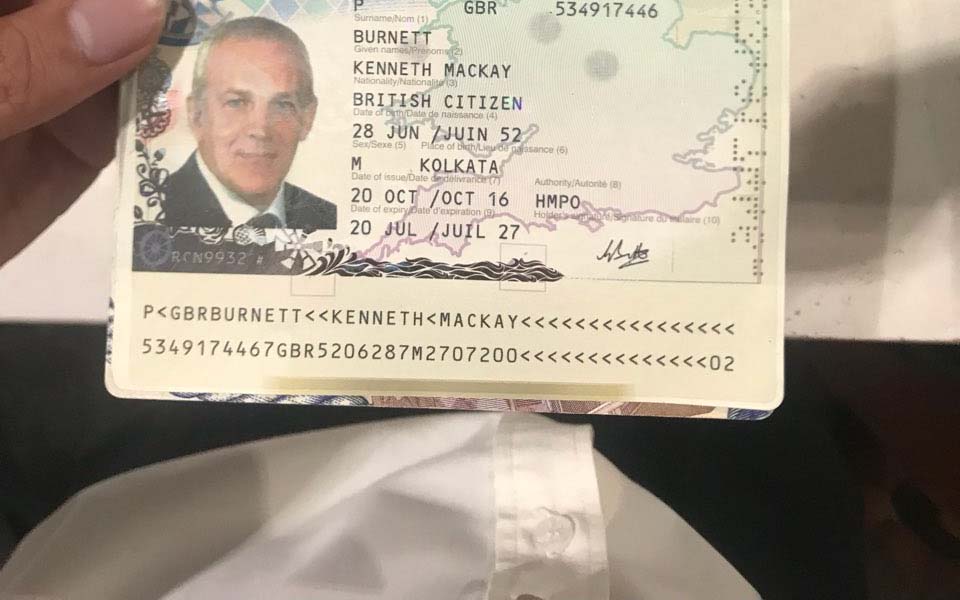 P GBR 534917446
Surname/Nom (1)
BURNETT
Given names/Prénoms (2)
KENNETH MACKAY
Nationality/Nationalité (3)
BRITISH CITIZEN
Date of birth/Date de naissance (4)
28 JUN /JUIN 52
Sex/Sexe (5) Place of birth/Lieu de naissance (6)
M KOLKATA
Date of issue/Date de délivrance (7) Authority/Autorité (8)
20 OCT /OCT 16 HMPO
Date of expiry/Date d'expiration (9) Holder's signature/Signature du titulaire (10)
20 JUL /JUIL 27
RCN9932 #
P<GBRBURNETT<<KENNETH<MACKAY<<<<<<<<<<<<<<<<
5349174467GBR5206287M2707200<<<<<<<<<<<<<<02